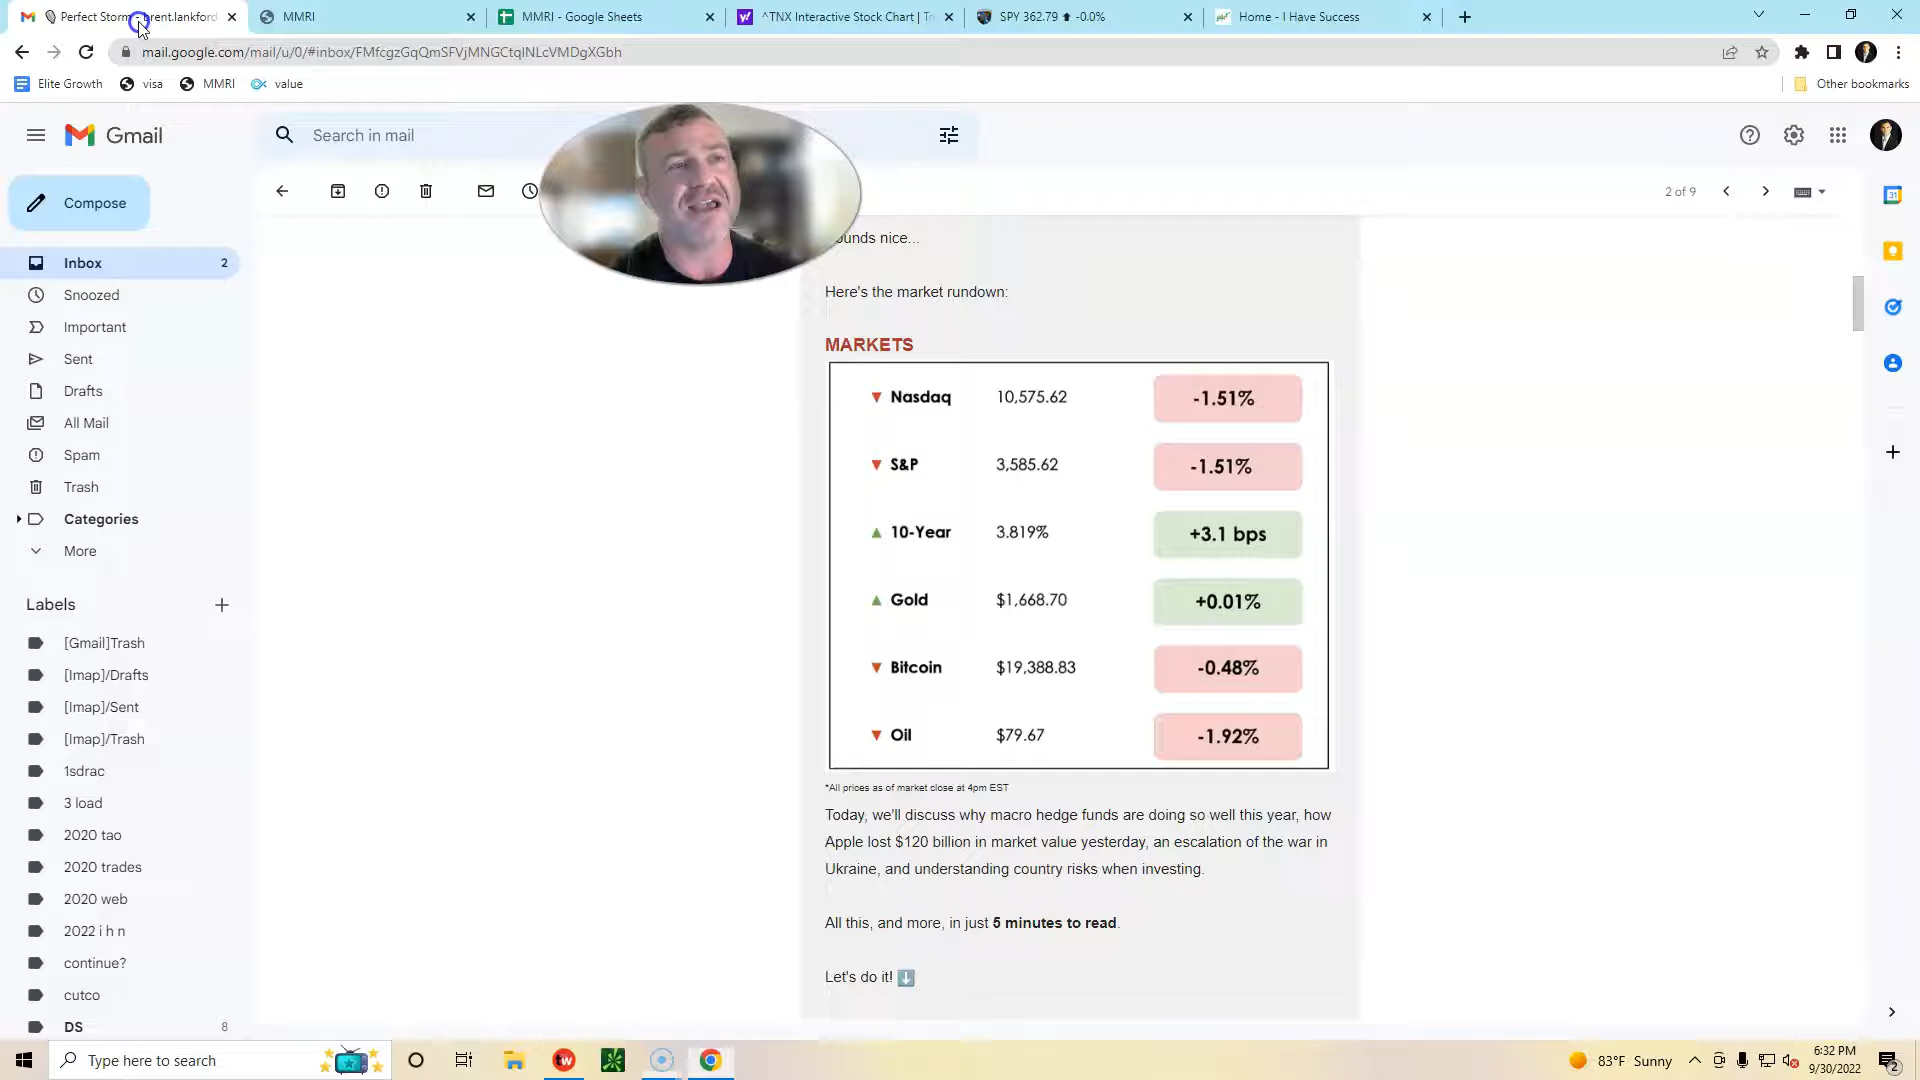 Perfect Storm - brent.lankford
MMRI
MMRI - Google Sheets
^TNX Interactive Stock Chart | Tr
SPY 362.79 ⬆ -0.0%
Home - I Have Success
mail.google.com/mail/u/0/#inbox/FMfcgzGqQmSFVjMNGCtqlNLcVMDgXGbh
Elite Growth
visa
MMRI
value
Other bookmarks
Gmail
Search in mail
Compose
2 of 9
Inbox 2
Snoozed
Important
Sent
Drafts
All Mail
Spam
Trash
Categories
More
Labels
[Gmail]Trash
[Imap]/Drafts
[Imap]/Sent
[Imap]/Trash
1sdrac
3 load
2020 tao
2020 trades
2020 web
2022 i h n
continue?
cutco
DS 8
nice...
Here's the market rundown:
MARKETS
Nasdaq 10,575.62 -1.51%
S&P 3,585.62 -1.51%
10-Year 3.819% +3.1 bps
Gold $1,668.70 +0.01%
Bitcoin $19,388.83 -0.48%
Oil $79.67 -1.92%
*All prices as of market close at 4pm EST
Today, we'll discuss why macro hedge funds are doing so well this year, how
Apple lost $120 billion in market value yesterday, an escalation of the war in
Ukraine, and understanding country risks when investing.
All this, and more, in just 5 minutes to read.
Let's do it!
31
Type here to search
tw
83°F Sunny
6:32 PM
9/30/2022
2